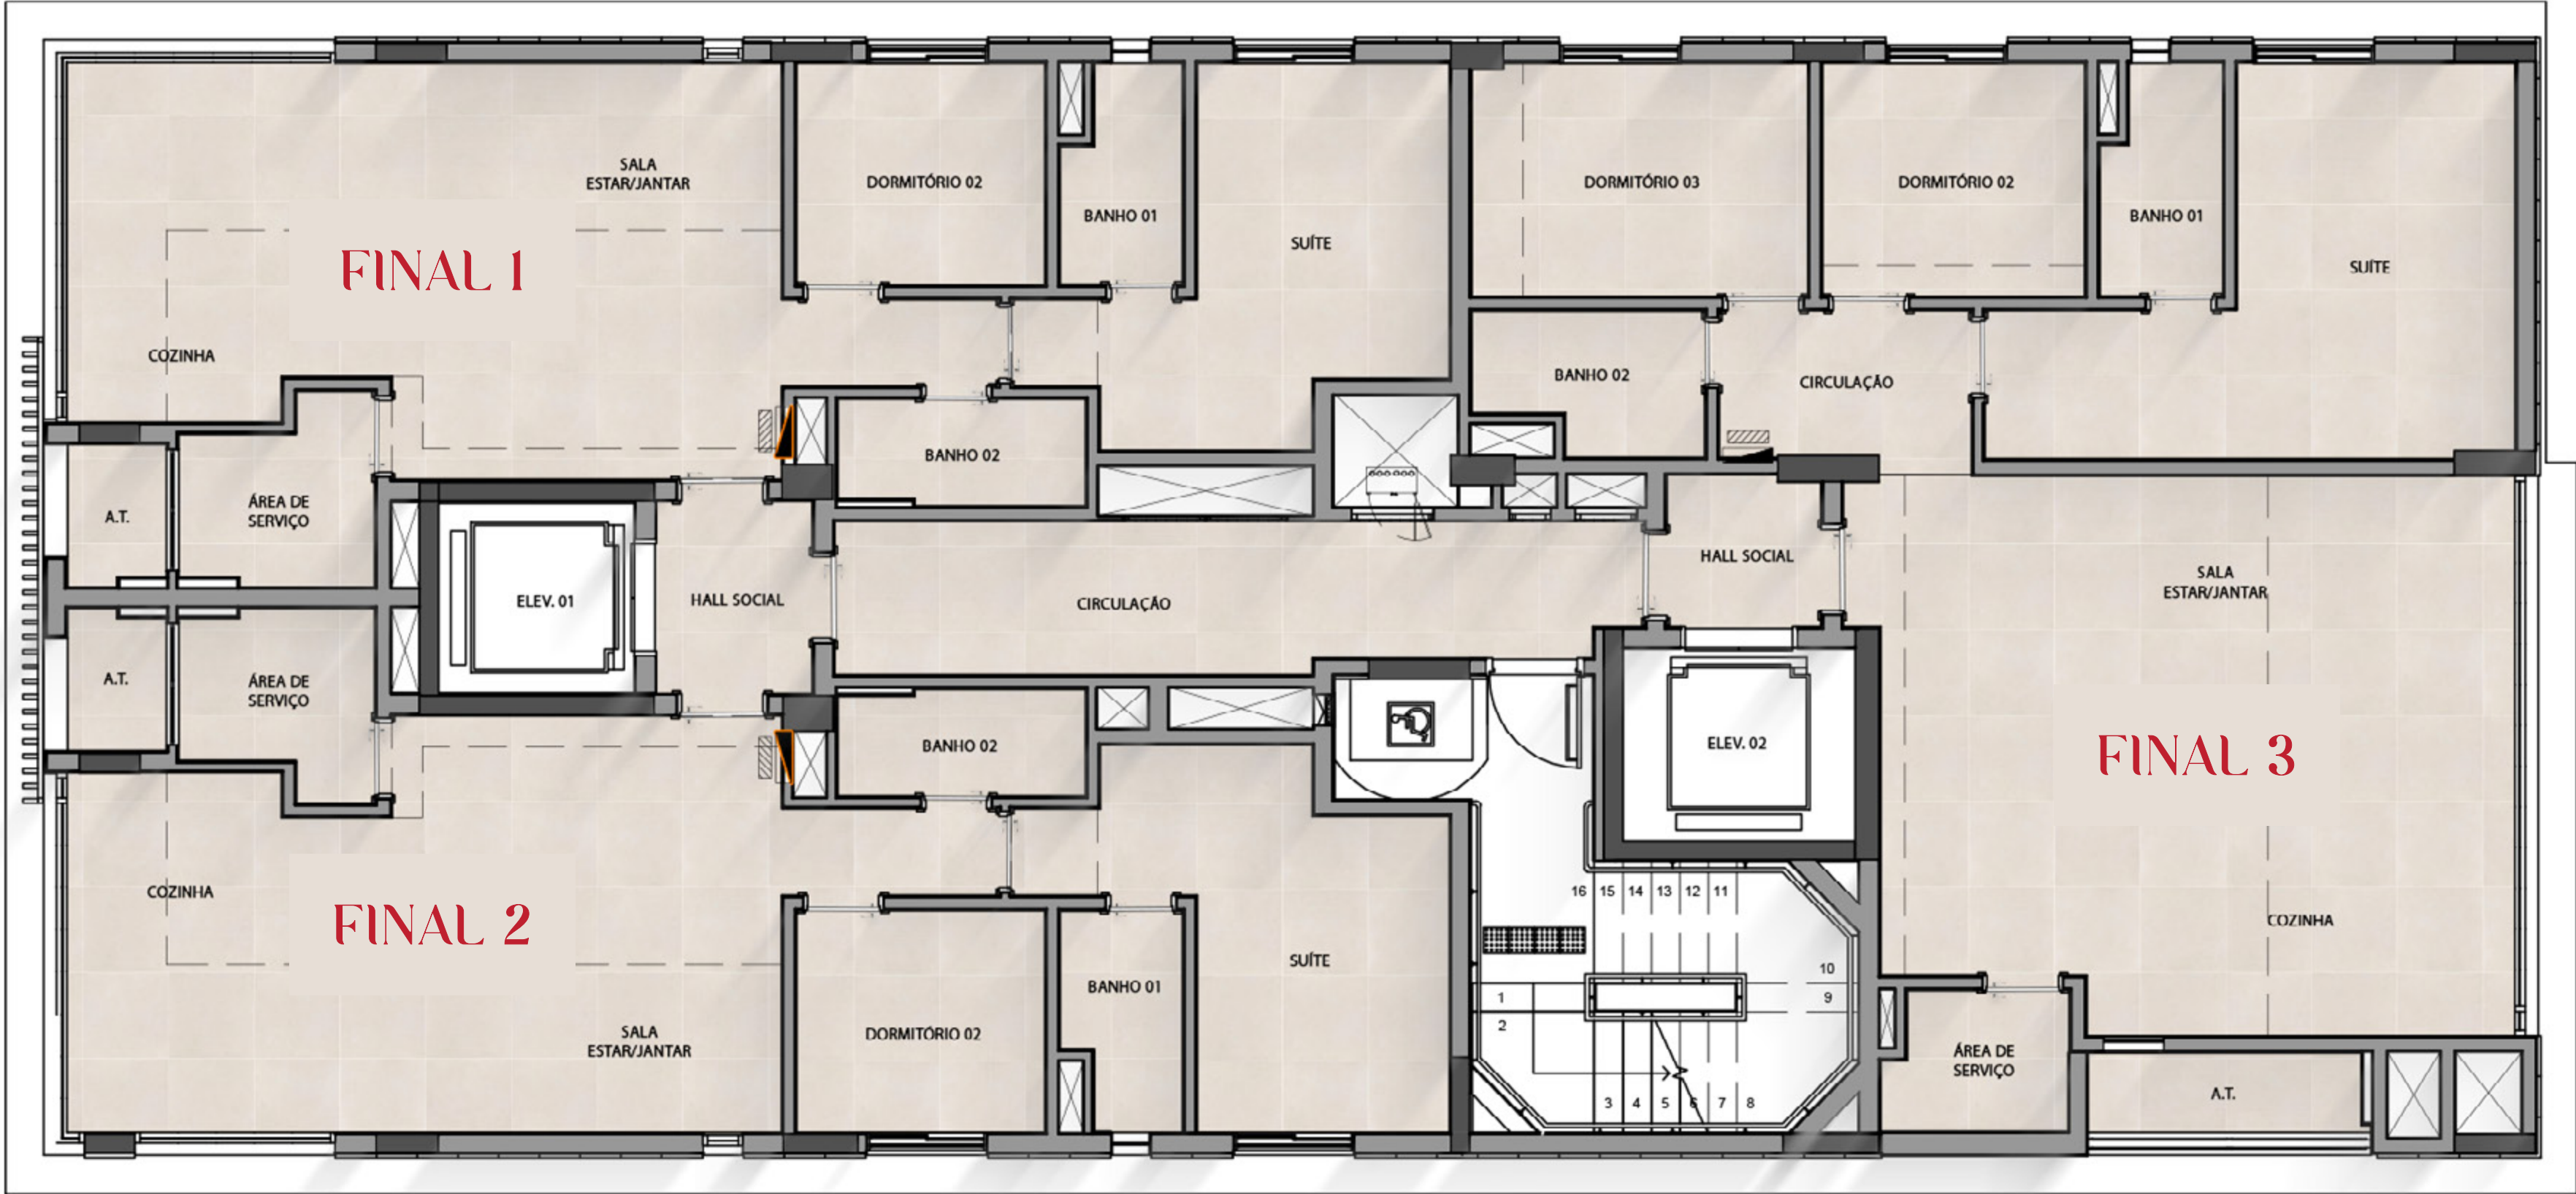 SALA
ESTAR/JANTAR
DORMITÓRIO 02
BANHO 01
SUÍTE
FINAL 1
COZINHA
BANHO 02
A.T.
ÁREA DE
SERVIÇO
DORMITÓRIO 03
DORMITÓRIO 02
BANHO 01
SUÍTE
BANHO 02
CIRCULAÇÃO
ELEV. 01
HALL SOCIAL
CIRCULAÇÃO
HALL SOCIAL
SALA
ESTAR/JANTAR
A.T.
ÁREA DE
SERVIÇO
BANHO 02
ELEV. 02
FINAL 3
COZINHA
FINAL 2
COZINHA
SALA
ESTAR/JANTAR
DORMITÓRIO 02
BANHO 01
SUÍTE
16 15 14 13 12 11
10
9
1
2
3 4 5 6 7 8
ÁREA DE
SERVIÇO
A.T.